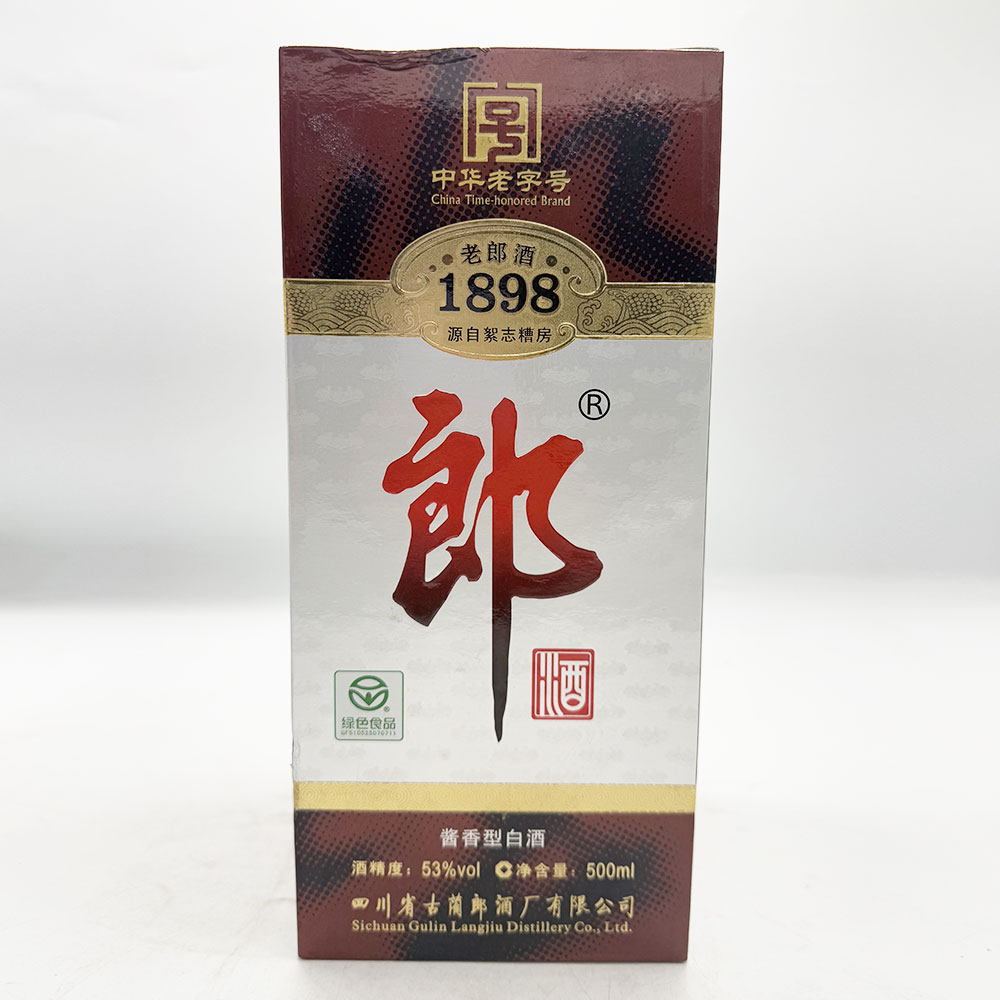 中华老字号
China Time-honored Brand
老郎酒
1898
源自絮志糟房
郎®
酒
绿色食品
酱香型白酒
酒精度：53%vol 净含量：500ml
四川省古蔺郎酒厂有限公司
Sichuan Gulin Langjiu Distillery Co., Ltd.